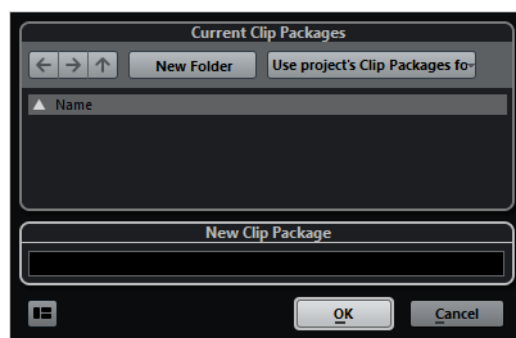 Current Clip Packages
New Folder
Use project's Clip Packages fo
Name
New Clip Package
OK
Cancel